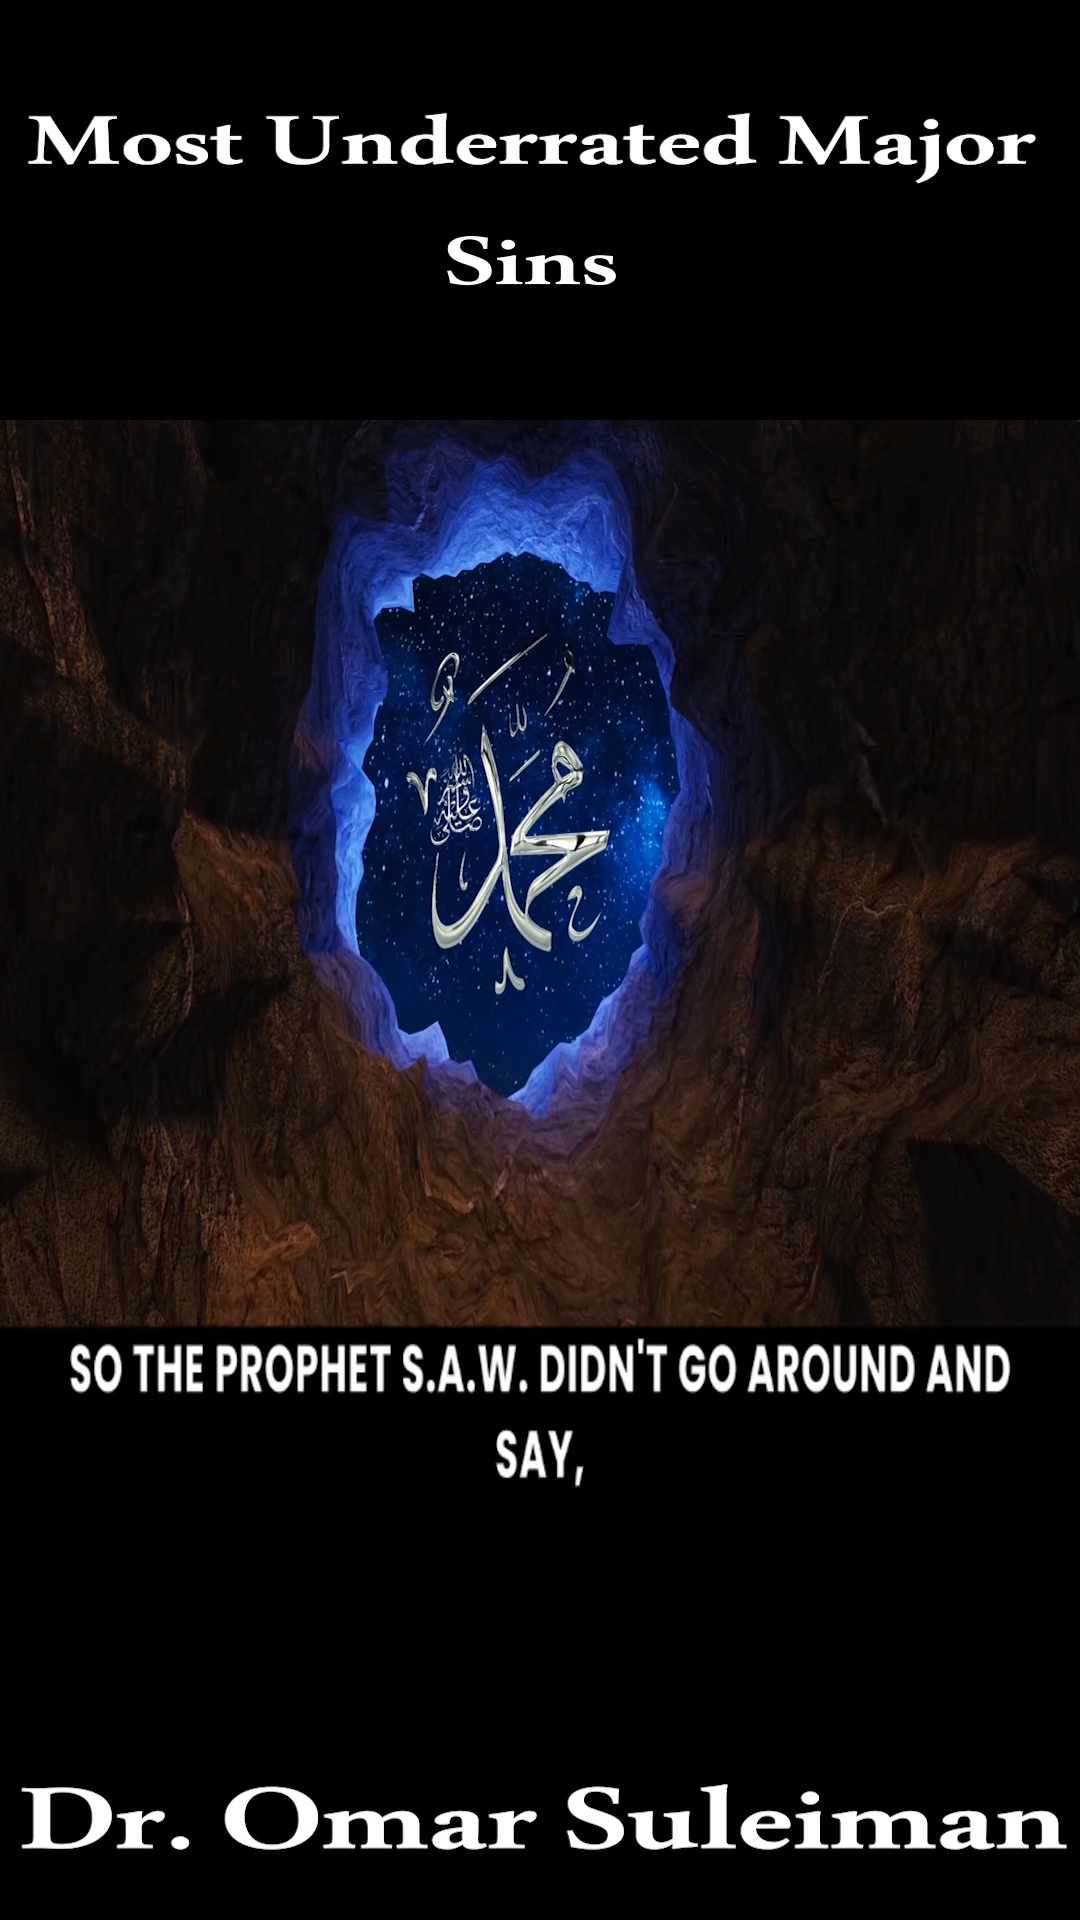 Most Underrated Major
Sins
محمد
صلى الله عليه وسلم
SO THE PROPHET S.A.W. DIDN'T GO AROUND AND
SAY,
Dr. Omar Suleiman